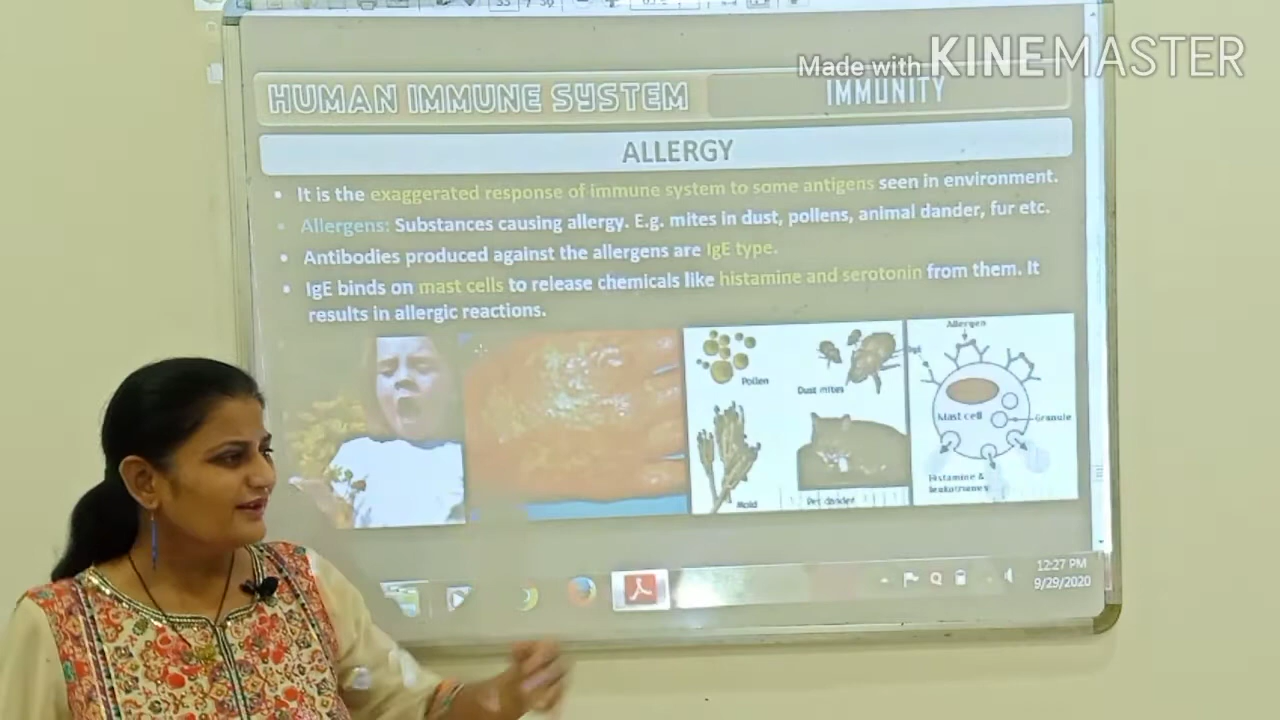 Made with KINEMASTER
HUMAN IMMUNE SYSTEM
IMMUNITY
ALLERGY
• It is the exaggerated response of immune system to some antigens seen in environment.
• Allergens: Substances causing allergy. E.g. mites in dust, pollens, animal dander, fur etc.
• Antibodies produced against the allergens are IgE type.
• IgE binds on mast cells to release chemicals like histamine and serotonin from them. It
results in allergic reactions.
Allergen
Pollen
Dust mites
Mast cell
Granule
Histamine &
leukotrienes
Mold
Pet dander
12:27 PM
9/29/2020